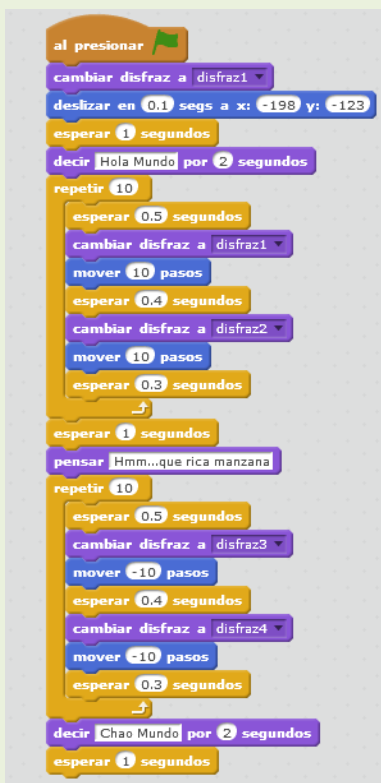 al presionar
cambiar disfraz a disfraz1
deslizar en 0.1 segs a x: -198 y: -123
esperar 1 segundos
decir Hola Mundo por 2 segundos
repetir 10
esperar 0.5 segundos
cambiar disfraz a disfraz1
mover 10 pasos
esperar 0.4 segundos
cambiar disfraz a disfraz2
mover 10 pasos
esperar 0.3 segundos
esperar 1 segundos
pensar Hmm...que rica manzana
repetir 10
esperar 0.5 segundos
cambiar disfraz a disfraz3
mover -10 pasos
esperar 0.4 segundos
cambiar disfraz a disfraz4
mover -10 pasos
esperar 0.3 segundos
decir Chao Mundo por 2 segundos
esperar 1 segundos